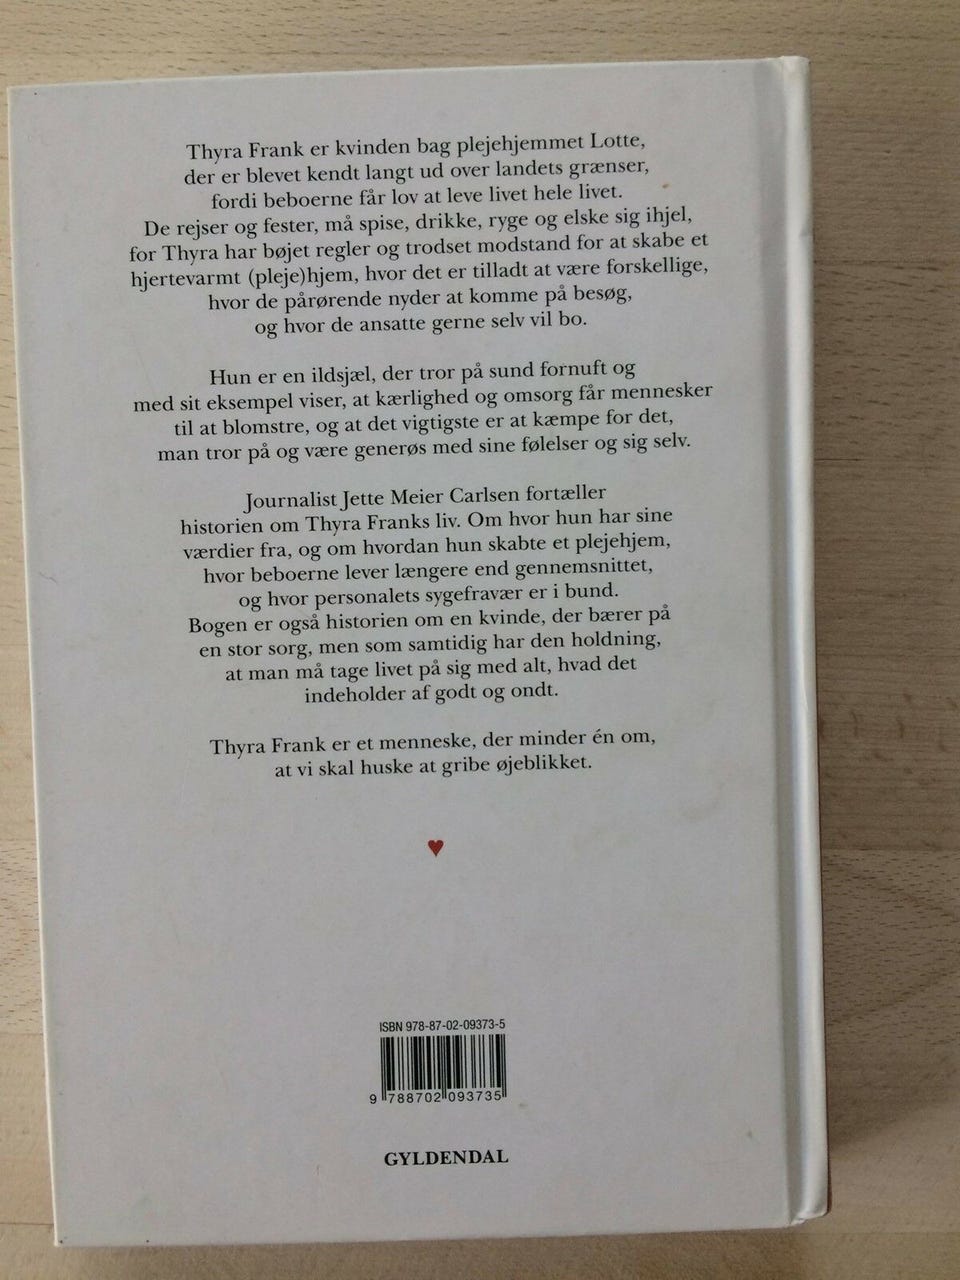 Thyra Frank er kvinden bag plejehjemmet Lotte,
der er blevet kendt langt ud over landets grænser,
fordi beboerne får lov at leve livet hele livet.
De rejser og fester, må spise, drikke, ryge og elske sig ihjel,
for Thyra har bøjet regler og trodset modstand for at skabe et
hjertevarmt (pleje)hjem, hvor det er tilladt at være forskellige,
hvor de pårørende nyder at komme på besøg,
og hvor de ansatte gerne selv vil bo.
Hun er en ildsjæl, der tror på sund fornuft og
med sit eksempel viser, at kærlighed og omsorg får mennesker
til at blomstre, og at det vigtigste er at kæmpe for det,
man tror på og være generøs med sine følelser og sig selv.
Journalist Jette Meier Carlsen fortæller
historien om Thyra Franks liv. Om hvor hun har sine
værdier fra, og om hvordan hun skabte et plejehjem,
hvor beboerne lever længere end gennemsnittet,
og hvor personalets sygefravær er i bund.
Bogen er også historien om en kvinde, der bærer på
en stor sorg, men som samtidig har den holdning,
at man må tage livet på sig med alt, hvad det
indeholder af godt og ondt.
Thyra Frank er et menneske, der minder én om,
at vi skal huske at gribe øjeblikket.
ISBN 978-87-02-09373-5
9 788702 093735
GYLDENDAL